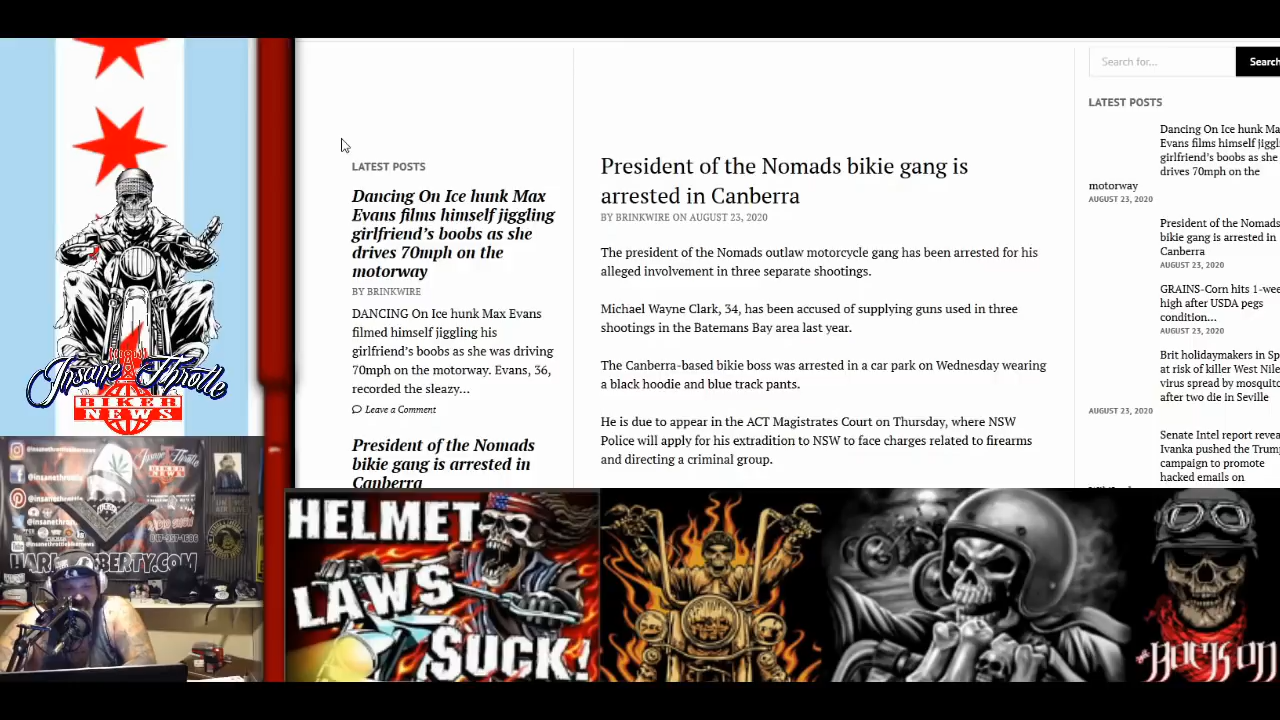 Search for...
Search
LATEST POSTS
Dancing On Ice hunk Ma
Evans films himself jiggli
girlfriend's boobs as she
drives 70mph on the
motorway
AUGUST 23, 2020
President of the Nomads
bikie gang is arrested in
Canberra
AUGUST 23, 2020
GRAINS-Corn hits 1-wee
high after USDA pegs
condition...
AUGUST 23, 2020
Brit holidaymakers in Sp
at risk of killer West Nile
virus spread by mosquito
after two die in Seville
AUGUST 23, 2020
Senate Intel report revea
Ivanka pushed the Trum
campaign to promote
hacked emails on
LATEST POSTS
Dancing On Ice hunk Max
Evans films himself jiggling
girlfriend's boobs as she
drives 70mph on the
motorway
BY BRINKWIRE
DANCING On Ice hunk Max Evans
filmed himself jiggling his
girlfriend's boobs as she was driving
70mph on the motorway. Evans, 36,
recorded the sleazy...
Leave a Comment
President of the Nomads
bikie gang is arrested in
Canberra
President of the Nomads bikie gang is
arrested in Canberra
BY BRINKWIRE ON AUGUST 23, 2020
The president of the Nomads outlaw motorcycle gang has been arrested for his
alleged involvement in three separate shootings.
Michael Wayne Clark, 34, has been accused of supplying guns used in three
shootings in the Batemans Bay area last year.
The Canberra-based bikie boss was arrested in a car park on Wednesday wearing
a black hoodie and blue track pants.
He is due to appear in the ACT Magistrates Court on Thursday, where NSW
Police will apply for his extradition to NSW to face charges related to firearms
and directing a criminal group.
Insane Throttle
BIKER
NEWS
@insanethrottle
Insane Throttle
BIKER
NEWS
RADIO SHOW
HELMET
LAWS
SUCK!